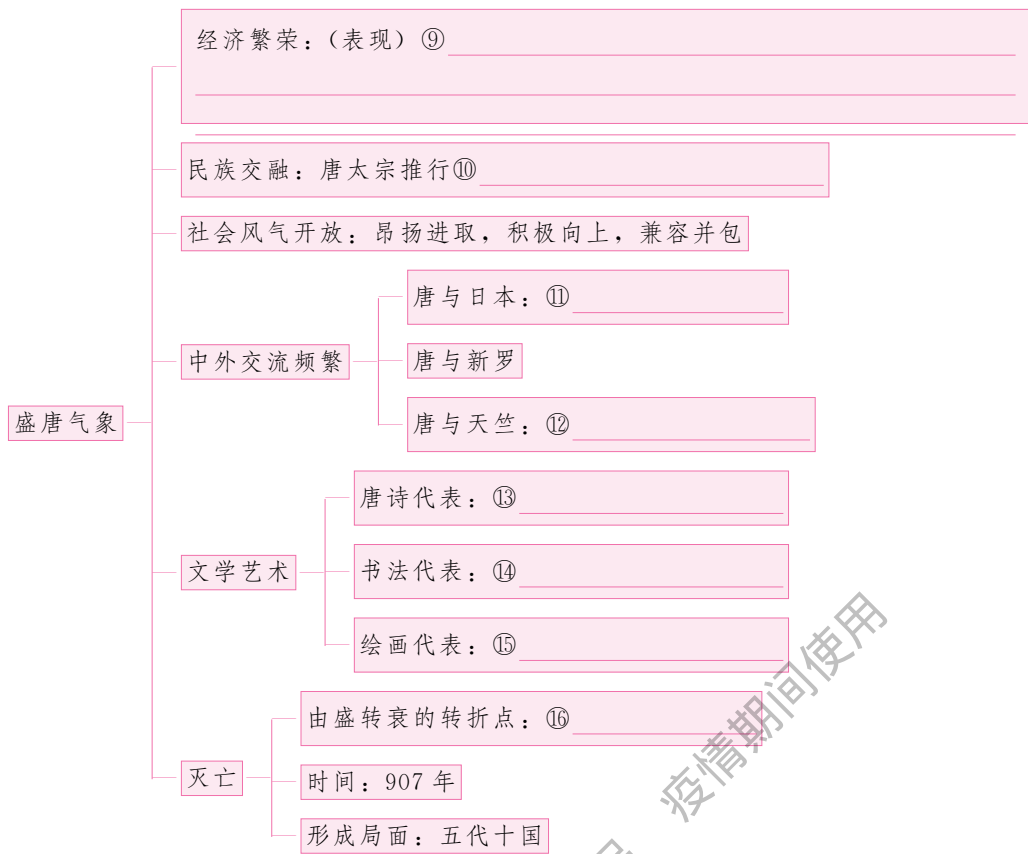 经济繁荣：（表现）⑨
民族交融：唐太宗推行⑩
社会风气开放：昂扬进取，积极向上，兼容并包
唐与日本：⑪
中外交流频繁
唐与新罗
盛唐气象
唐与天竺：⑫
唐诗代表：⑬
文学艺术
书法代表：⑭
绘画代表：⑮
由盛转衰的转折点：⑯
灭亡
时间：907年
形成局面：五代十国
疫情期间使用